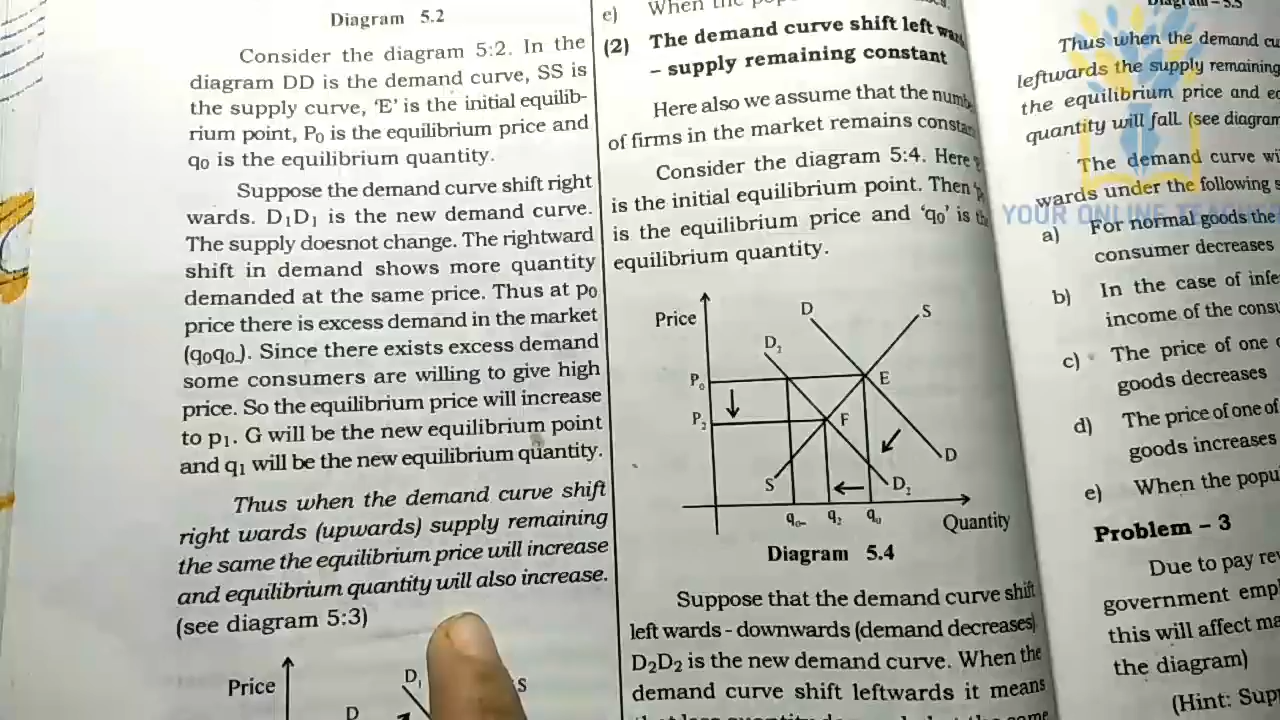 Diagram 5.2
Consider the diagram 5:2. In the
diagram DD is the demand curve, SS is
the supply curve, 'E' is the initial equilib-
rium point, P₀ is the equilibrium price and
q₀ is the equilibrium quantity.
Suppose the demand curve shift right
wards. D₁D₁ is the new demand curve.
The supply doesnot change. The rightward
shift in demand shows more quantity
demanded at the same price. Thus at p₀
price there is excess demand in the market
(q₀q₀₋). Since there exists excess demand
some consumers are willing to give high
price. So the equilibrium price will increase
to p₁. G will be the new equilibrium point
and q₁ will be the new equilibrium quantity.
Thus when the demand curve shift
right wards (upwards) supply remaining
the same the equilibrium price will increase
and equilibrium quantity will also increase.
(see diagram 5:3)
Price
D₁
D
S
e) When the
(2) The demand curve shift left
– supply remaining constant
Here also we assume that the
of firms in the market remains
Consider the diagram 5:4. Here
is the initial equilibrium point. Then
is the equilibrium price and 'q₀' is
equilibrium quantity.
Price
D
S
D₂
P₀
E
P₂
F
S
D
D₂
q₀₋ q₂ q₀
Quantity
Diagram 5.4
Suppose that the demand curve shift
left wards - downwards (demand decreases)
D₂D₂ is the new demand curve. When the
demand curve shift leftwards it means
Thus when the demand
leftwards the supply remaining
the equilibrium price and
quantity will fall. (see
The demand curve
wards under the following
YOUR ONLINE
a) For normal goods the
consumer decreases
b) In the case of
income of the
c) The price of one
goods decreases
d) The price of one of
goods increases
e) When the
Problem – 3
Due to pay
government
this will affect
the diagram)
(Hint: